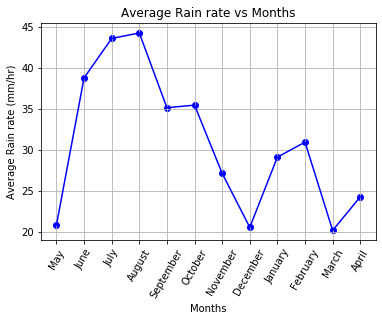 Average Rain rate vs Months
Average Rain rate (mm/hr)
45
40
35
30
25
20
May
June
July
August
September
October
November
December
January
February
March
April
Months